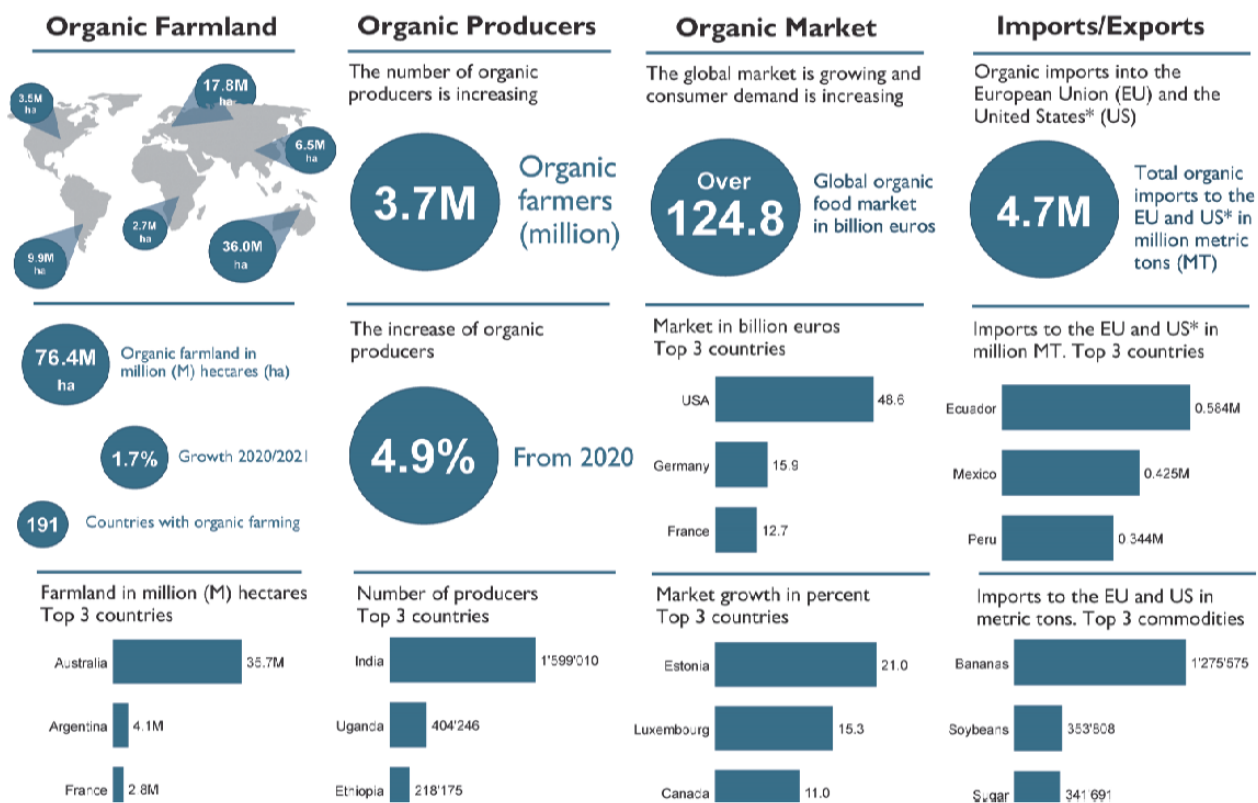 Organic Farmland
3.5M
ha
17.8M
ha
6.5M
ha
2.7M
ha
36.0M
ha
9.9M
ha
76.4M
ha
Organic farmland in
million (M) hectares (ha)
1.7%
Growth 2020/2021
191
Countries with organic farming
Farmland in million (M) hectares
Top 3 countries
Australia
35.7M
Argentina
4.1M
France
2.8M
Organic Producers
The number of organic
producers is increasing
3.7M
Organic
farmers
(million)
The increase of organic
producers
4.9%
From 2020
Number of producers
Top 3 countries
India
1'599'010
Uganda
404'246
Ethiopia
218'175
Organic Market
The global market is growing and
consumer demand is increasing
Over
124.8
Global organic
food market
in billion euros
Market in billion euros
Top 3 countries
USA
48.6
Germany
15.9
France
12.7
Market growth in percent
Top 3 countries
Estonia
21.0
Luxembourg
15.3
Canada
11.0
Imports/Exports
Organic imports into the
European Union (EU) and the
United States* (US)
4.7M
Total organic
imports to the
EU and US* in
million metric
tons (MT)
Imports to the EU and US* in
million MT. Top 3 countries
Ecuador
0.584M
Mexico
0.425M
Peru
0 344M
Imports to the EU and US in
metric tons. Top 3 commodities
Bananas
1'275'575
Soybeans
353'808
Sugar
341'691